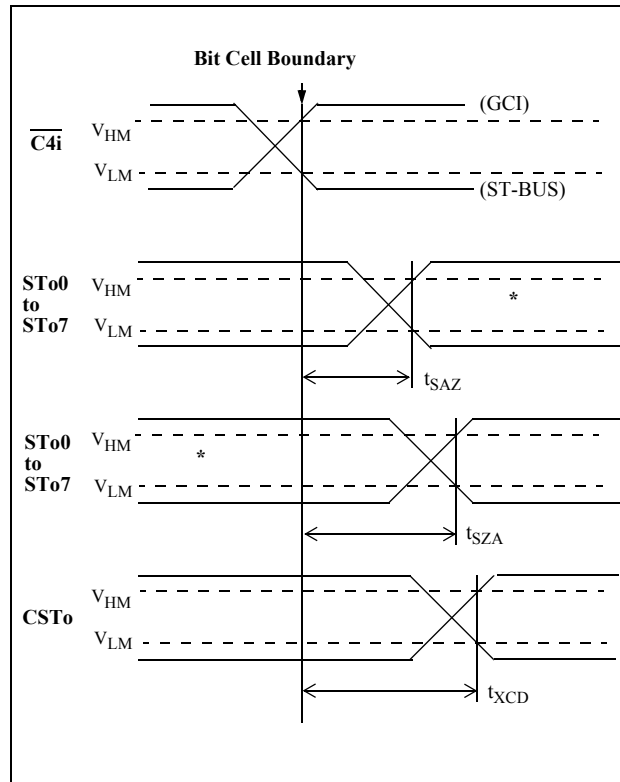 Bit Cell Boundary
(GCI)
C4i
VHM
VLM
(ST-BUS)
STo0
to
STo7
VHM
VLM
*
tSAZ
STo0
to
STo7
VHM
VLM
*
tSZA
CSTo
VHM
VLM
tXCD